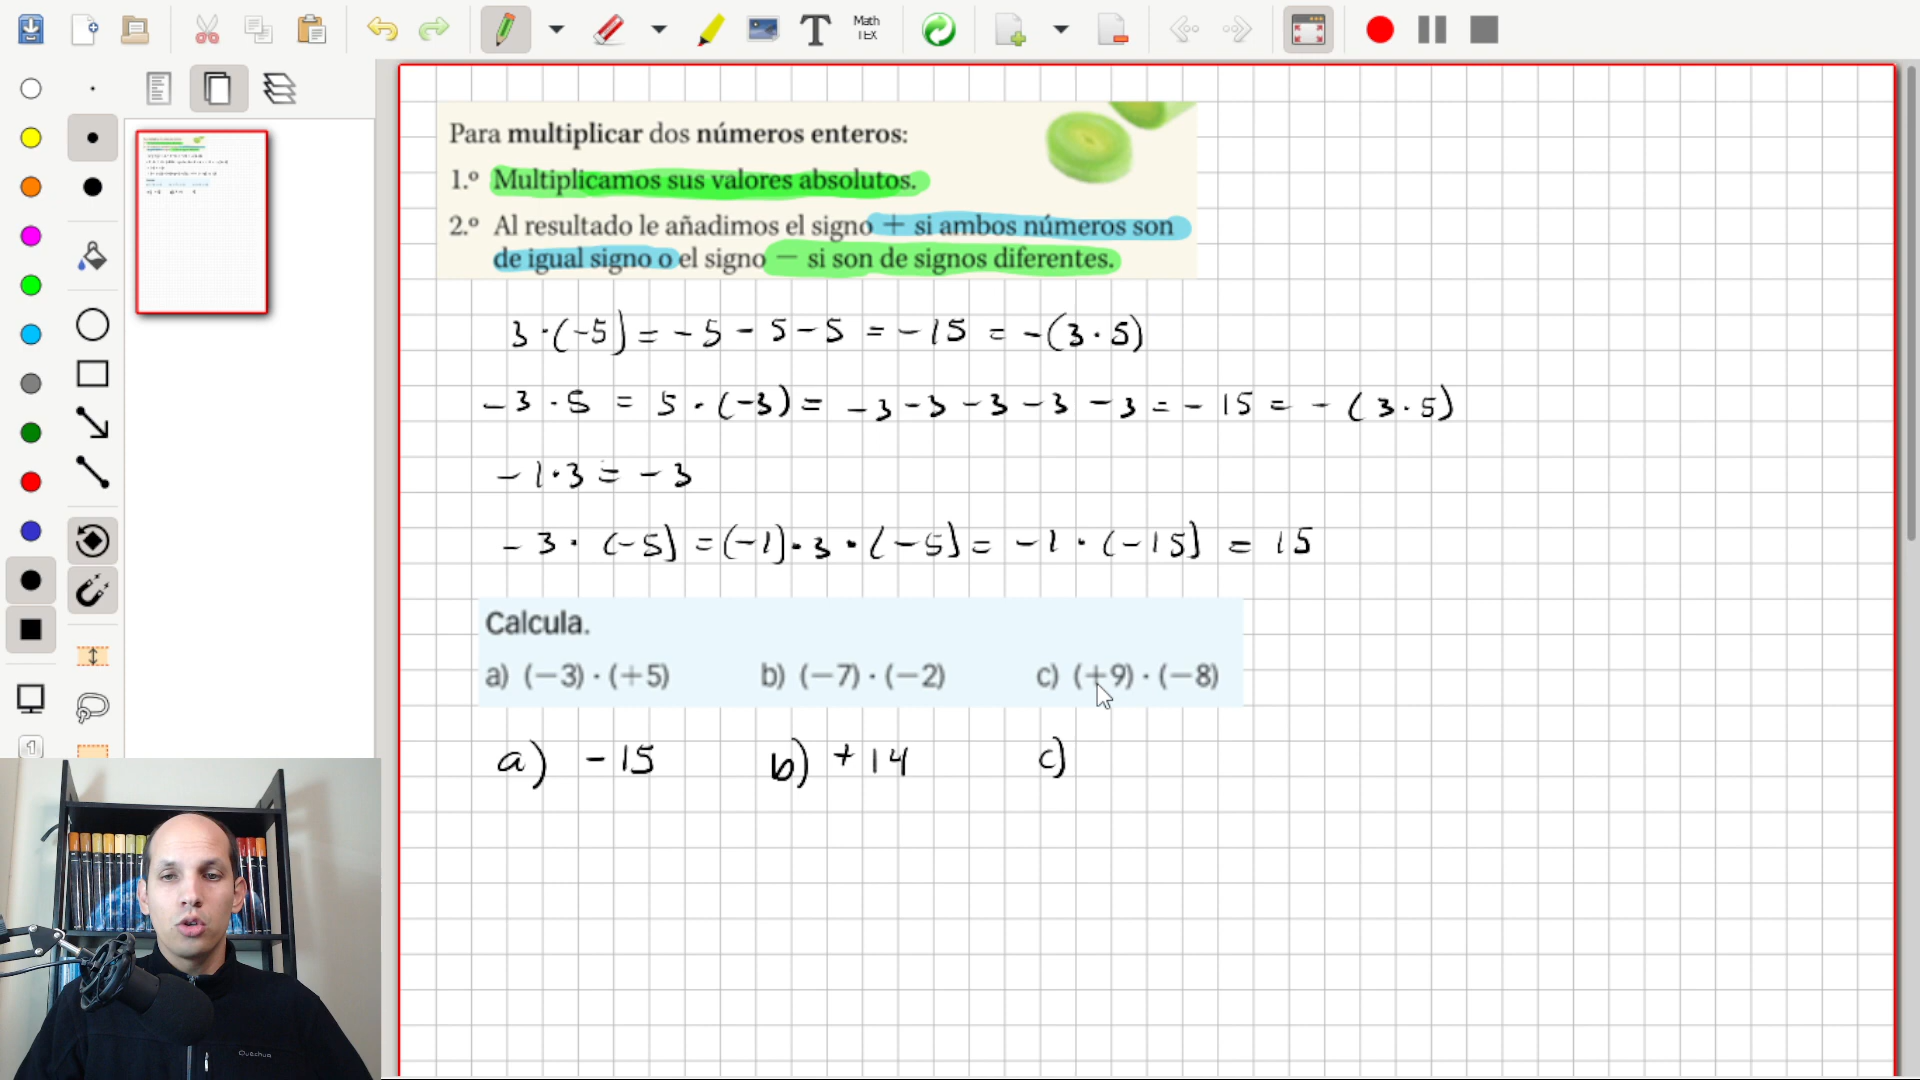 Math
TEX
Para multiplicar dos números enteros:
1.º Multiplicamos sus valores absolutos.
2.º Al resultado le añadimos el signo + si ambos números son
de igual signo o el signo − si son de signos diferentes.
3 · (-5) = - 5 - 5 - 5 = - 15 = - (3 · 5)
- 3 · 5 = 5 · (-3) = - 3 - 3 - 3 - 3 - 3 = - 15 = - (3 · 5)
- 1 · 3 = - 3
- 3 · (-5) = (-1) · 3 · (-5) = - 1 · (-15) = 15
Calcula.
a) (−3) · (+5) b) (−7) · (−2) c) (+9) · (−8)
a) - 15 b) + 14 c)
1
Quechua